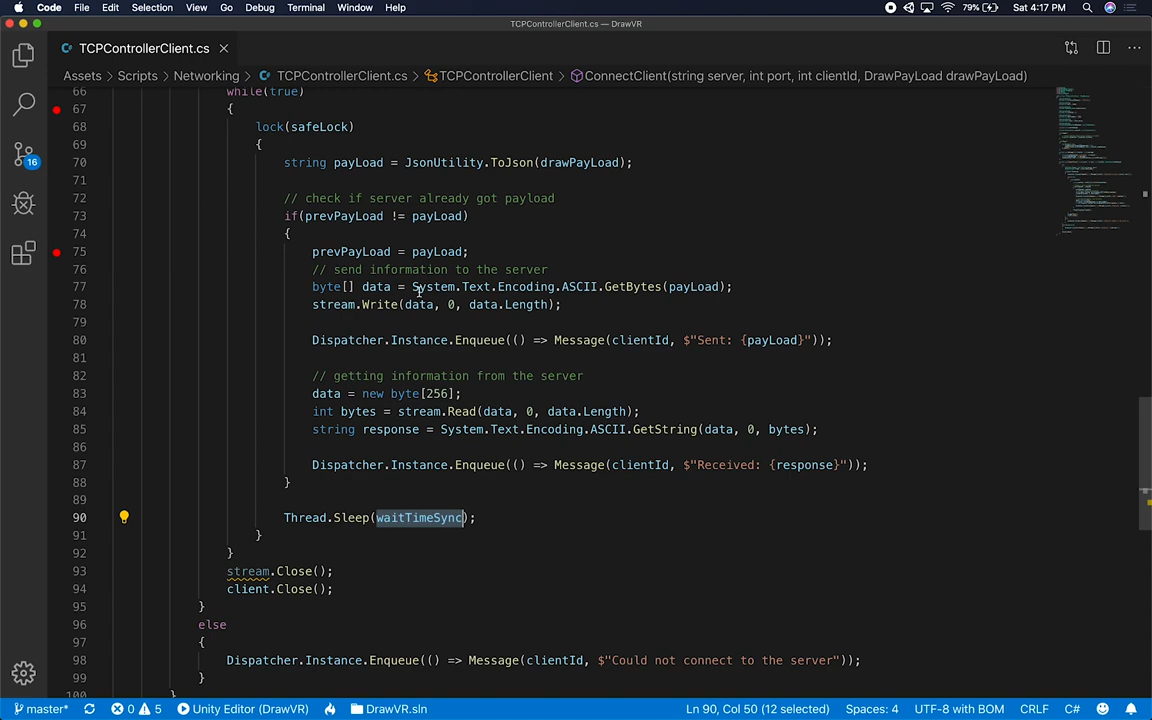 Code File Edit Selection View Go Debug Terminal Window Help 79% Sat 4:17 PM
TCPControllerClient.cs — DrawVR
TCPControllerClient.cs
Assets > Scripts > Networking > TCPControllerClient.cs > TCPControllerClient > ConnectClient(string server, int port, int clientId, DrawPayLoad drawPayLoad)
66 while(true)
67 {
68 lock(safeLock)
69 {
70 string payLoad = JsonUtility.ToJson(drawPayLoad);
71
72 // check if server already got payload
73 if(prevPayLoad != payLoad)
74 {
75 prevPayLoad = payLoad;
76 // send information to the server
77 byte[] data = System.Text.Encoding.ASCII.GetBytes(payLoad);
78 stream.Write(data, 0, data.Length);
79
80 Dispatcher.Instance.Enqueue(() => Message(clientId, $"Sent: {payLoad}"));
81
82 // getting information from the server
83 data = new byte[256];
84 int bytes = stream.Read(data, 0, data.Length);
85 string response = System.Text.Encoding.ASCII.GetString(data, 0, bytes);
86
87 Dispatcher.Instance.Enqueue(() => Message(clientId, $"Received: {response}"));
88 }
89
90 Thread.Sleep(waitTimeSync);
91 }
92 }
93 stream.Close();
94 client.Close();
95 }
96 else
97 {
98 Dispatcher.Instance.Enqueue(() => Message(clientId, $"Could not connect to the server"));
99 }
100 }
16
master* 0 5 Unity Editor (DrawVR) DrawVR.sln Ln 90, Col 50 (12 selected) Spaces: 4 UTF-8 with BOM CRLF C#